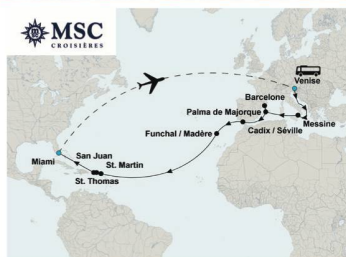 MSC
CROISIÈRES
Venise
Barcelone
Palma de Majorque
Messine
Cadix / Séville
Funchal / Madère
San Juan
St. Martin
Miami
St. Thomas